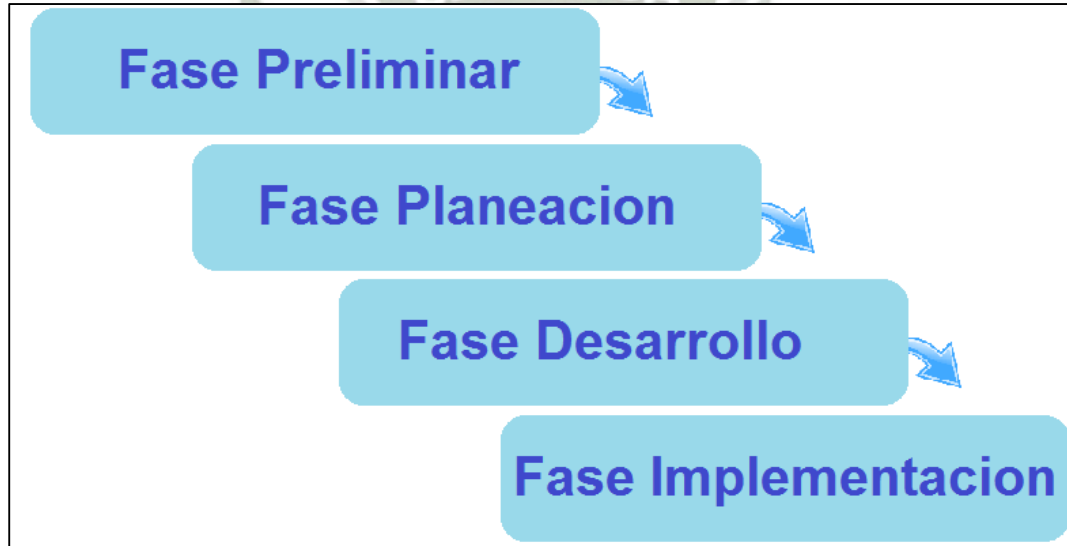 Fase Preliminar
Fase Planeacion
Fase Desarrollo
Fase Implementacion